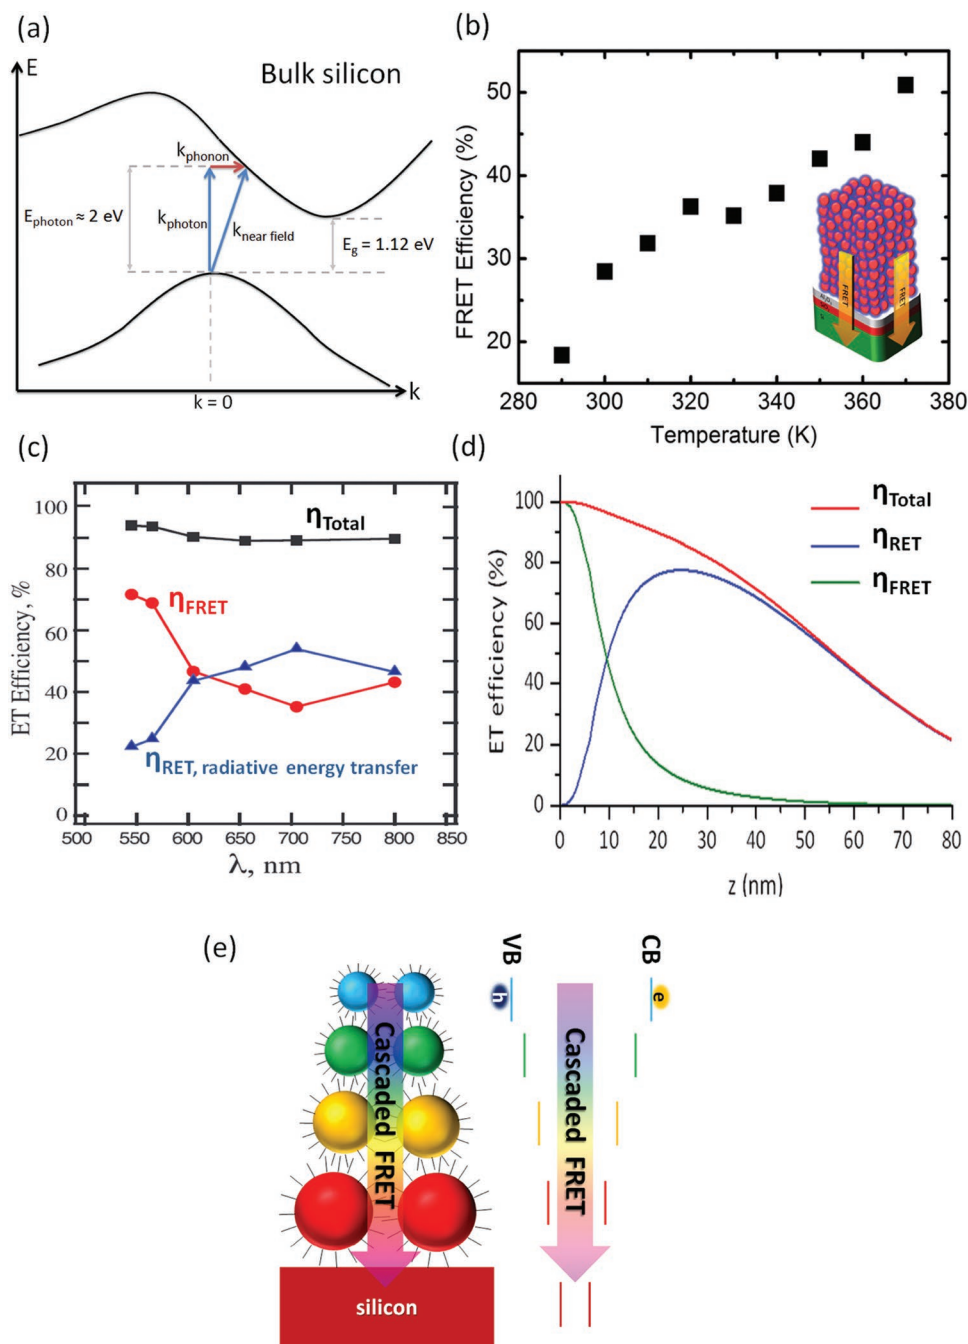 (a)
E
Bulk silicon
k_phonon
E_photon ≈ 2 eV
k_photon
k_near field
E_g = 1.12 eV
k = 0
k
(b)
FRET Efficiency (%)
50
40
30
20
280 300 320 340 360 380
Temperature (K)
FRET
FRET
(c)
ET Efficiency, %
100
80
60
40
20
0
η_Total
η_FRET
η_RET, radiative energy transfer
500 550 600 650 700 750 800 850
λ, nm
(d)
ET efficiency (%)
100
80
60
40
20
0
η_Total
η_RET
η_FRET
0 10 20 30 40 50 60 70 80
z (nm)
(e)
VB
CB
h
e
Cascaded FRET
Cascaded FRET
silicon